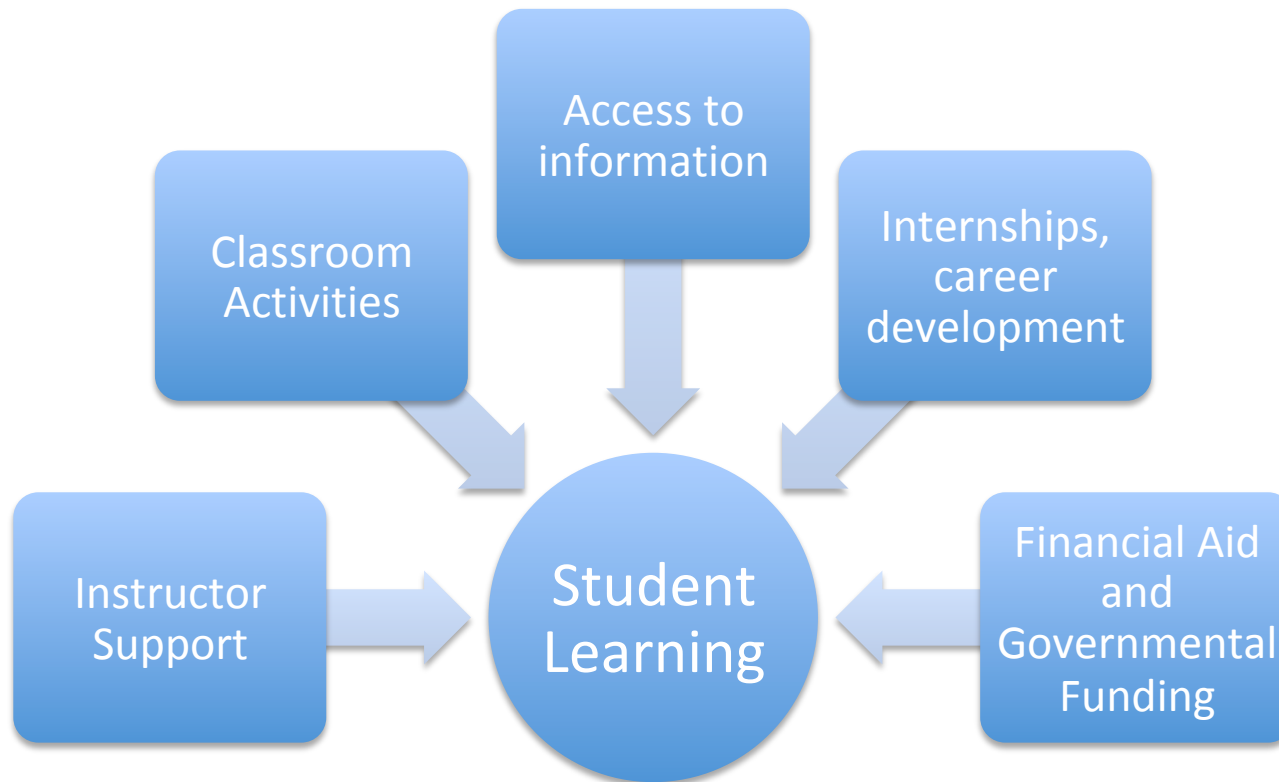 Access to
information
Classroom
Activities
Internships,
career
development
Instructor
Support
Student
Learning
Financial Aid
and
Governmental
Funding